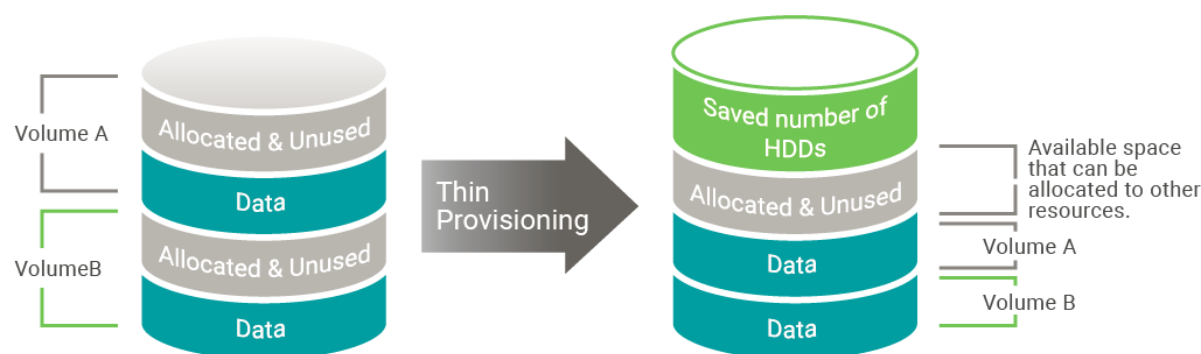 Volume A
Allocated & Unused
Data
VolumeB
Allocated & Unused
Data
Thin
Provisioning
Saved number of
HDDs
Allocated & Unused
Data
Data
Available space
that can be
allocated to other
resources.
Volume A
Volume B